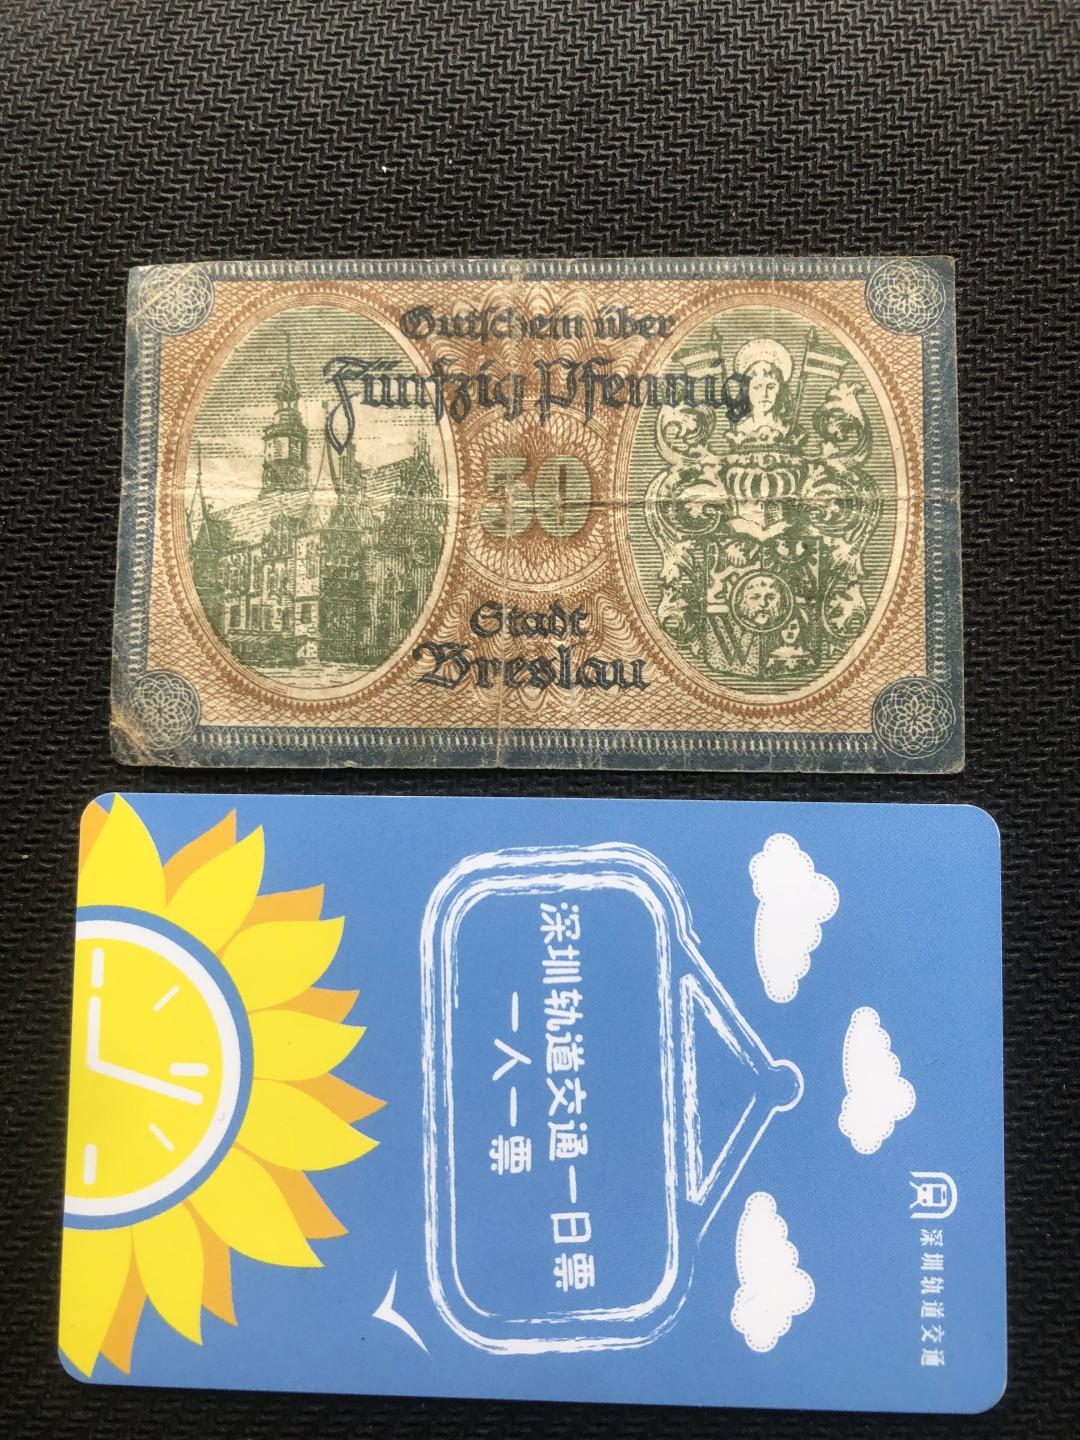 Gutschein über
Fünfzig Pfennig
50
Stadt
Breslau
W
深圳轨道交通
深圳轨道交通一日票
一人一票